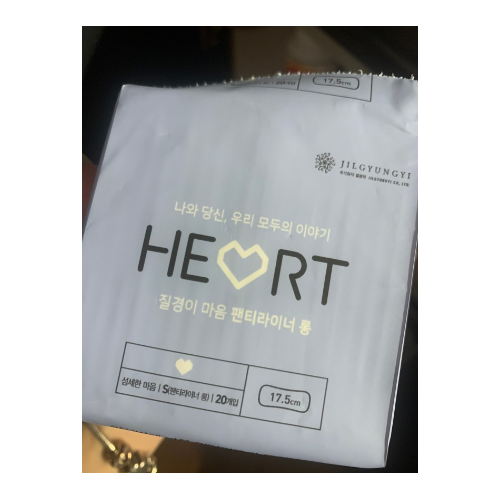 17.5cm
JILGYUNGYI
나와 당신, 우리 모두의 이야기
HE RT
질경이 마음 팬티라이너 롱
섬세한 마음 | S(팬티라이너 롱) | 20개입
17.5cm